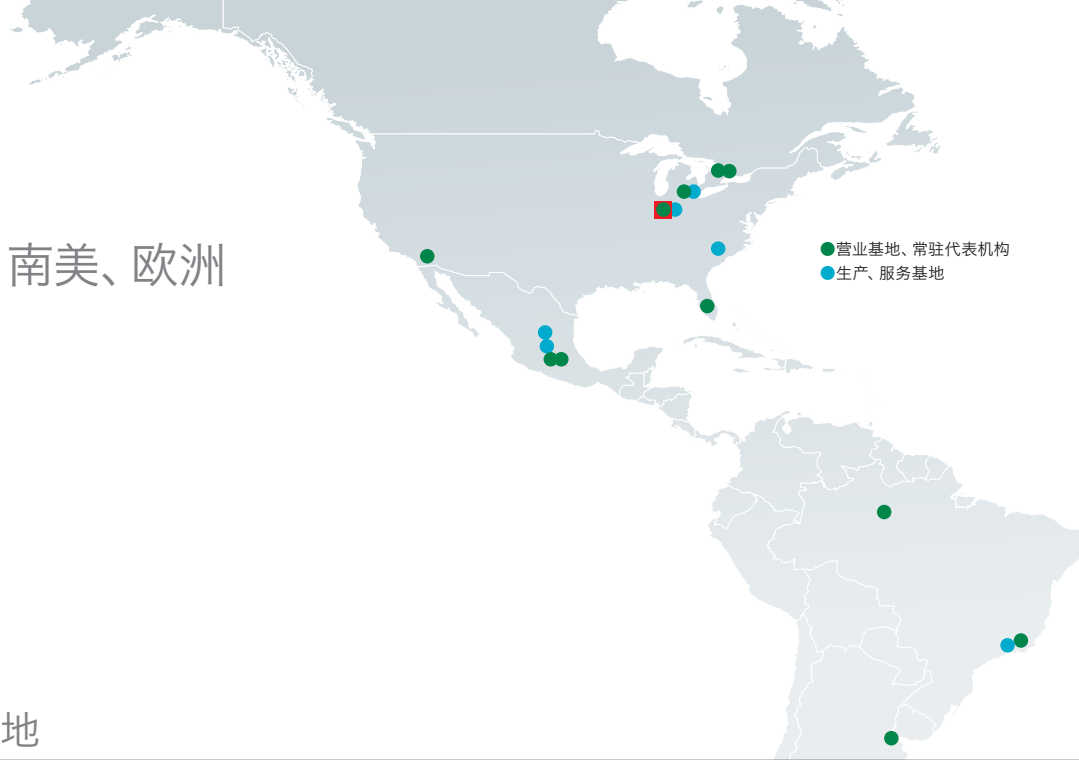 南美、欧洲
营业基地、常驻代表机构
生产、服务基地
地